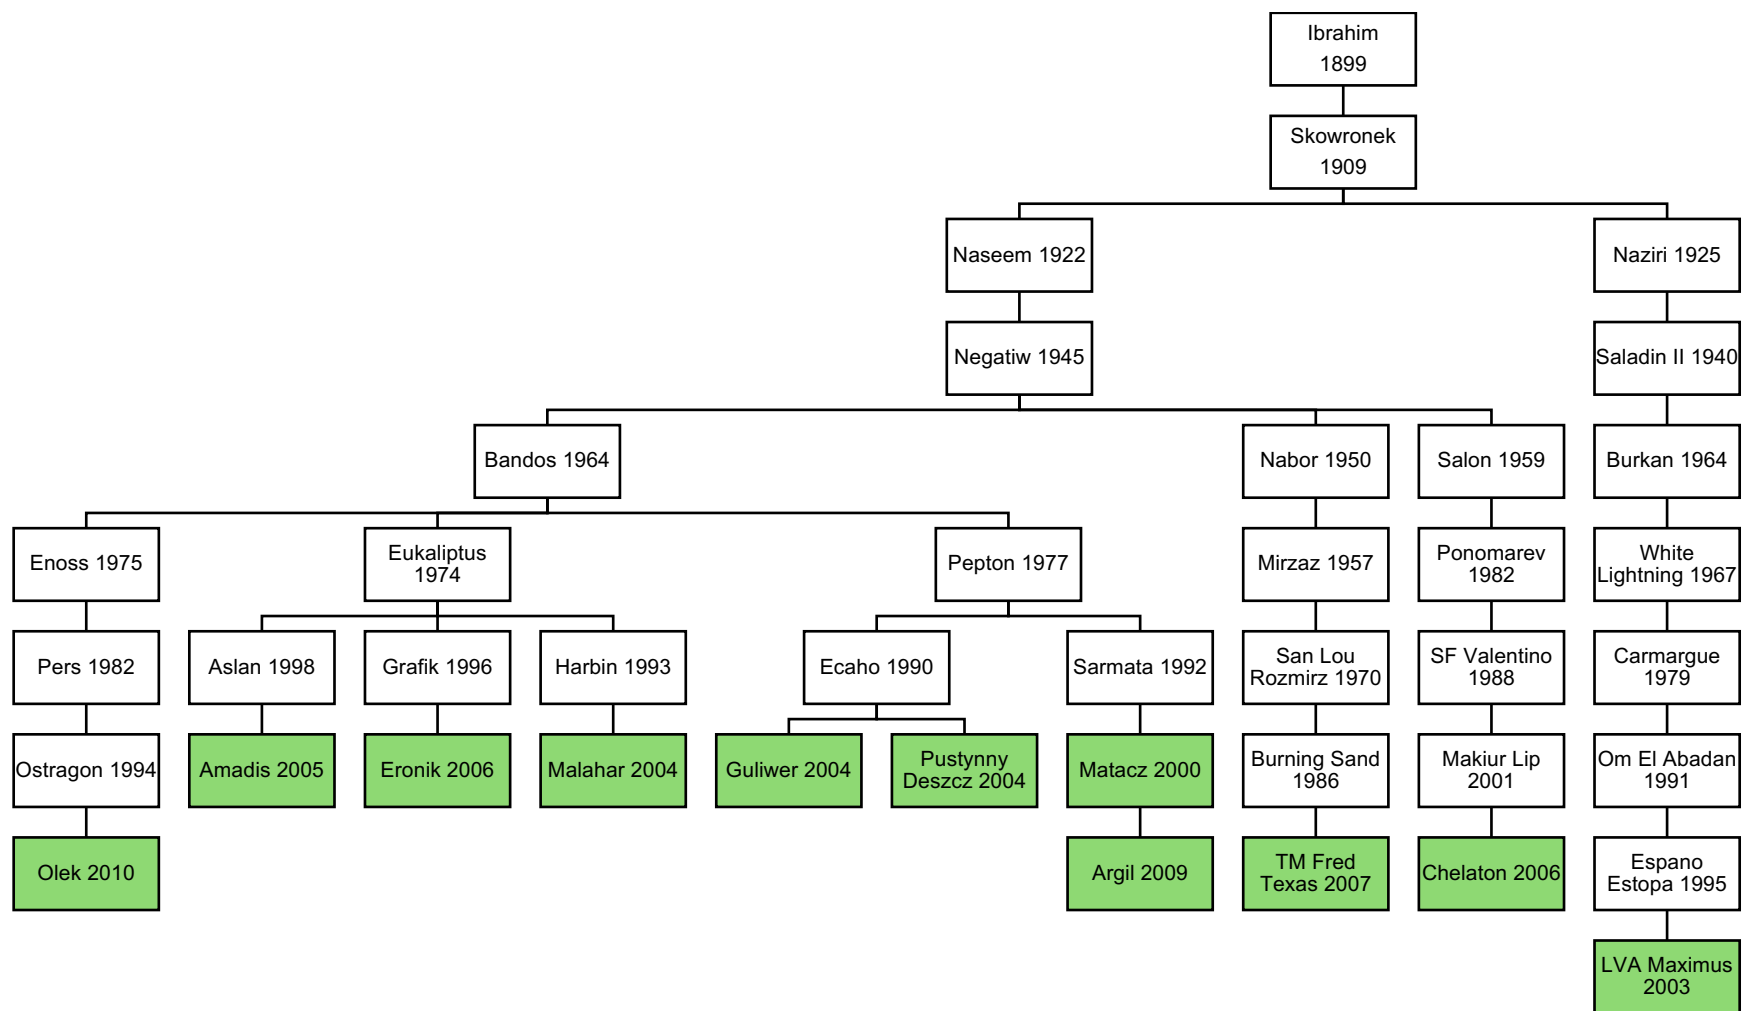 Ibrahim
1899
Skowronek
1909
Naseem 1922
Naziri 1925
Negatiw 1945
Saladin II 1940
Bandos 1964
Nabor 1950
Salon 1959
Burkan 1964
Enoss 1975
Eukaliptus
1974
Pepton 1977
Mirzaz 1957
Ponomarev
1982
White
Lightning 1967
Pers 1982
Aslan 1998
Grafik 1996
Harbin 1993
Ecaho 1990
Sarmata 1992
San Lou
Rozmirz 1970
SF Valentino
1988
Carmargue
1979
Ostragon 1994
Amadis 2005
Eronik 2006
Malahar 2004
Guliwer 2004
Pustynny
Deszcz 2004
Matacz 2000
Burning Sand
1986
Makiur Lip
2001
Om El Abadan
1991
Olek 2010
Argil 2009
TM Fred
Texas 2007
Chelaton 2006
Espano
Estopa 1995
LVA Maximus
2003